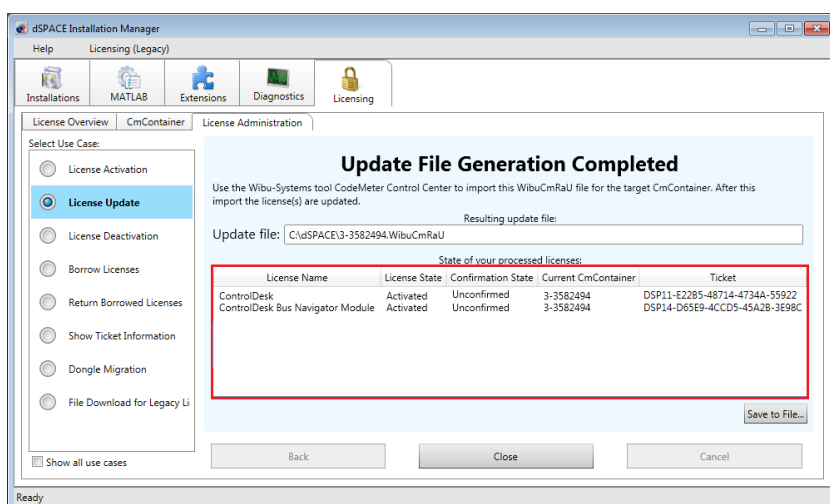 dSPACE Installation Manager
Help Licensing (Legacy)
Installations MATLAB Extensions Diagnostics Licensing
License Overview CmContainer License Administration
Select Use Case:
License Activation
License Update
License Deactivation
Borrow Licenses
Return Borrowed Licenses
Show Ticket Information
Dongle Migration
File Download for Legacy Li
Show all use cases
Update File Generation Completed
Use the Wibu-Systems tool CodeMeter Control Center to import this WibuCmRaU file for the target CmContainer. After this
import the license(s) are updated.
Resulting update file:
Update file: C:\dSPACE\3-3582494.WibuCmRaU
State of your processed licenses:
License Name License State Confirmation State Current CmContainer Ticket
ControlDesk Activated Unconfirmed 3-3582494 DSP11-E22B5-48714-4734A-55922
ControlDesk Bus Navigator Module Activated Unconfirmed 3-3582494 DSP14-D65E9-4CCD5-45A2B-3E98C
Save to File...
Back Close Cancel
Ready